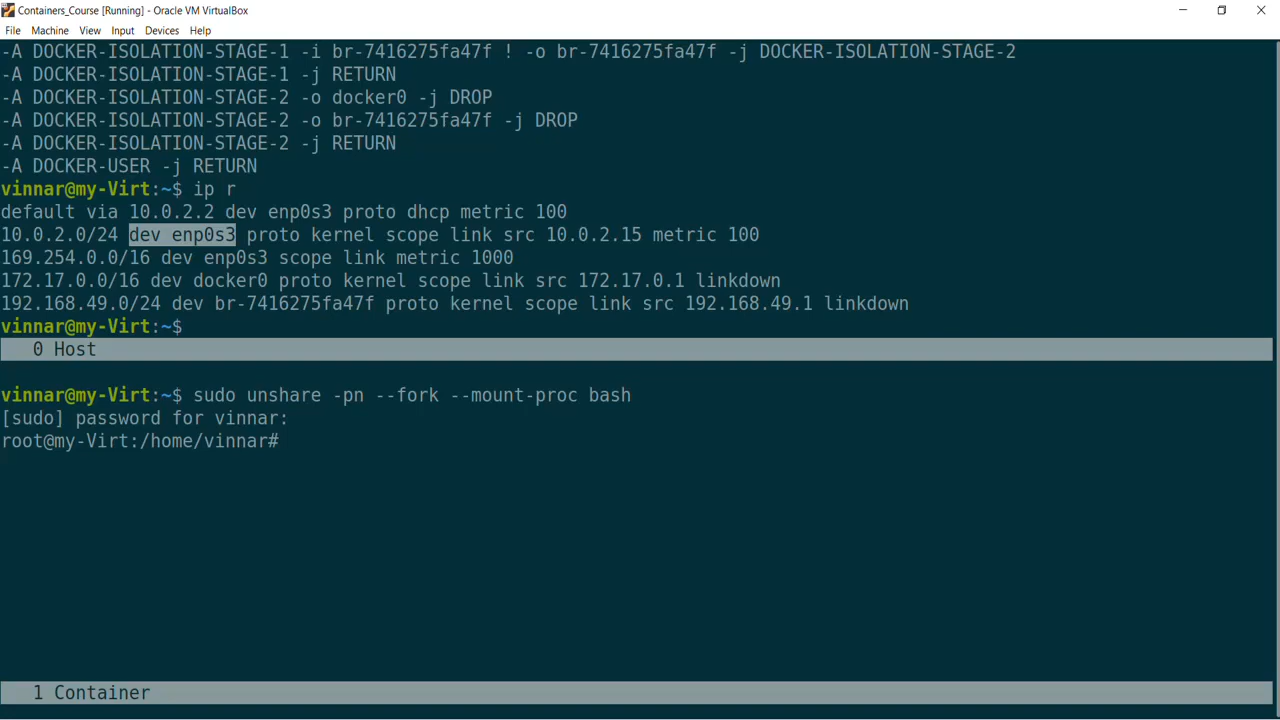 Containers_Course [Running] - Oracle VM VirtualBox
File Machine View Input Devices Help
-A DOCKER-ISOLATION-STAGE-1 -i br-7416275fa47f ! -o br-7416275fa47f -j DOCKER-ISOLATION-STAGE-2
-A DOCKER-ISOLATION-STAGE-1 -j RETURN
-A DOCKER-ISOLATION-STAGE-2 -o docker0 -j DROP
-A DOCKER-ISOLATION-STAGE-2 -o br-7416275fa47f -j DROP
-A DOCKER-ISOLATION-STAGE-2 -j RETURN
-A DOCKER-USER -j RETURN
vinnar@my-Virt:~$ ip r
default via 10.0.2.2 dev enp0s3 proto dhcp metric 100
10.0.2.0/24 dev enp0s3 proto kernel scope link src 10.0.2.15 metric 100
169.254.0.0/16 dev enp0s3 scope link metric 1000
172.17.0.0/16 dev docker0 proto kernel scope link src 172.17.0.1 linkdown
192.168.49.0/24 dev br-7416275fa47f proto kernel scope link src 192.168.49.1 linkdown
vinnar@my-Virt:~$
0 Host
vinnar@my-Virt:~$ sudo unshare -pn --fork --mount-proc bash
[sudo] password for vinnar:
root@my-Virt:/home/vinnar#
1 Container